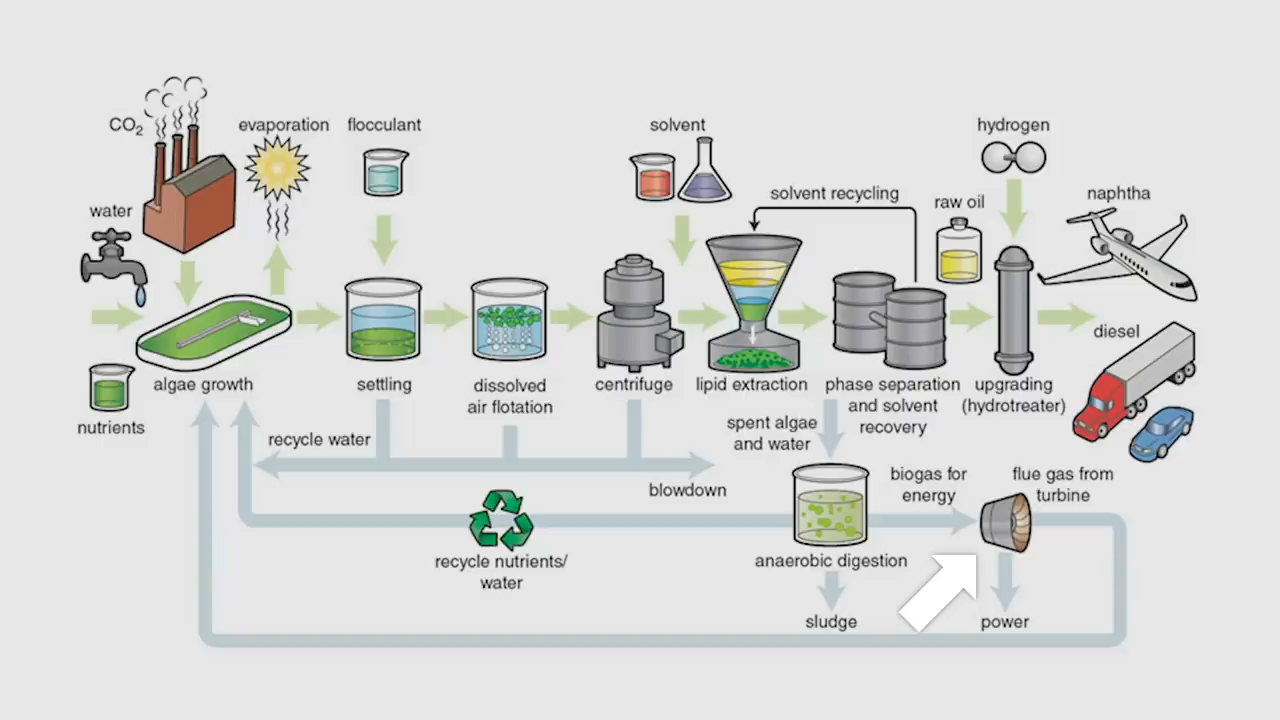 CO2
evaporation
flocculant
solvent
hydrogen
solvent recycling
raw oil
naphtha
water
diesel
algae growth
settling
dissolved
air flotation
centrifuge
lipid extraction
phase separation
and solvent
recovery
upgrading
(hydrotreater)
nutrients
recycle water
spent algae
and water
blowdown
biogas for
energy
flue gas from
turbine
recycle nutrients/
water
anaerobic digestion
sludge
power